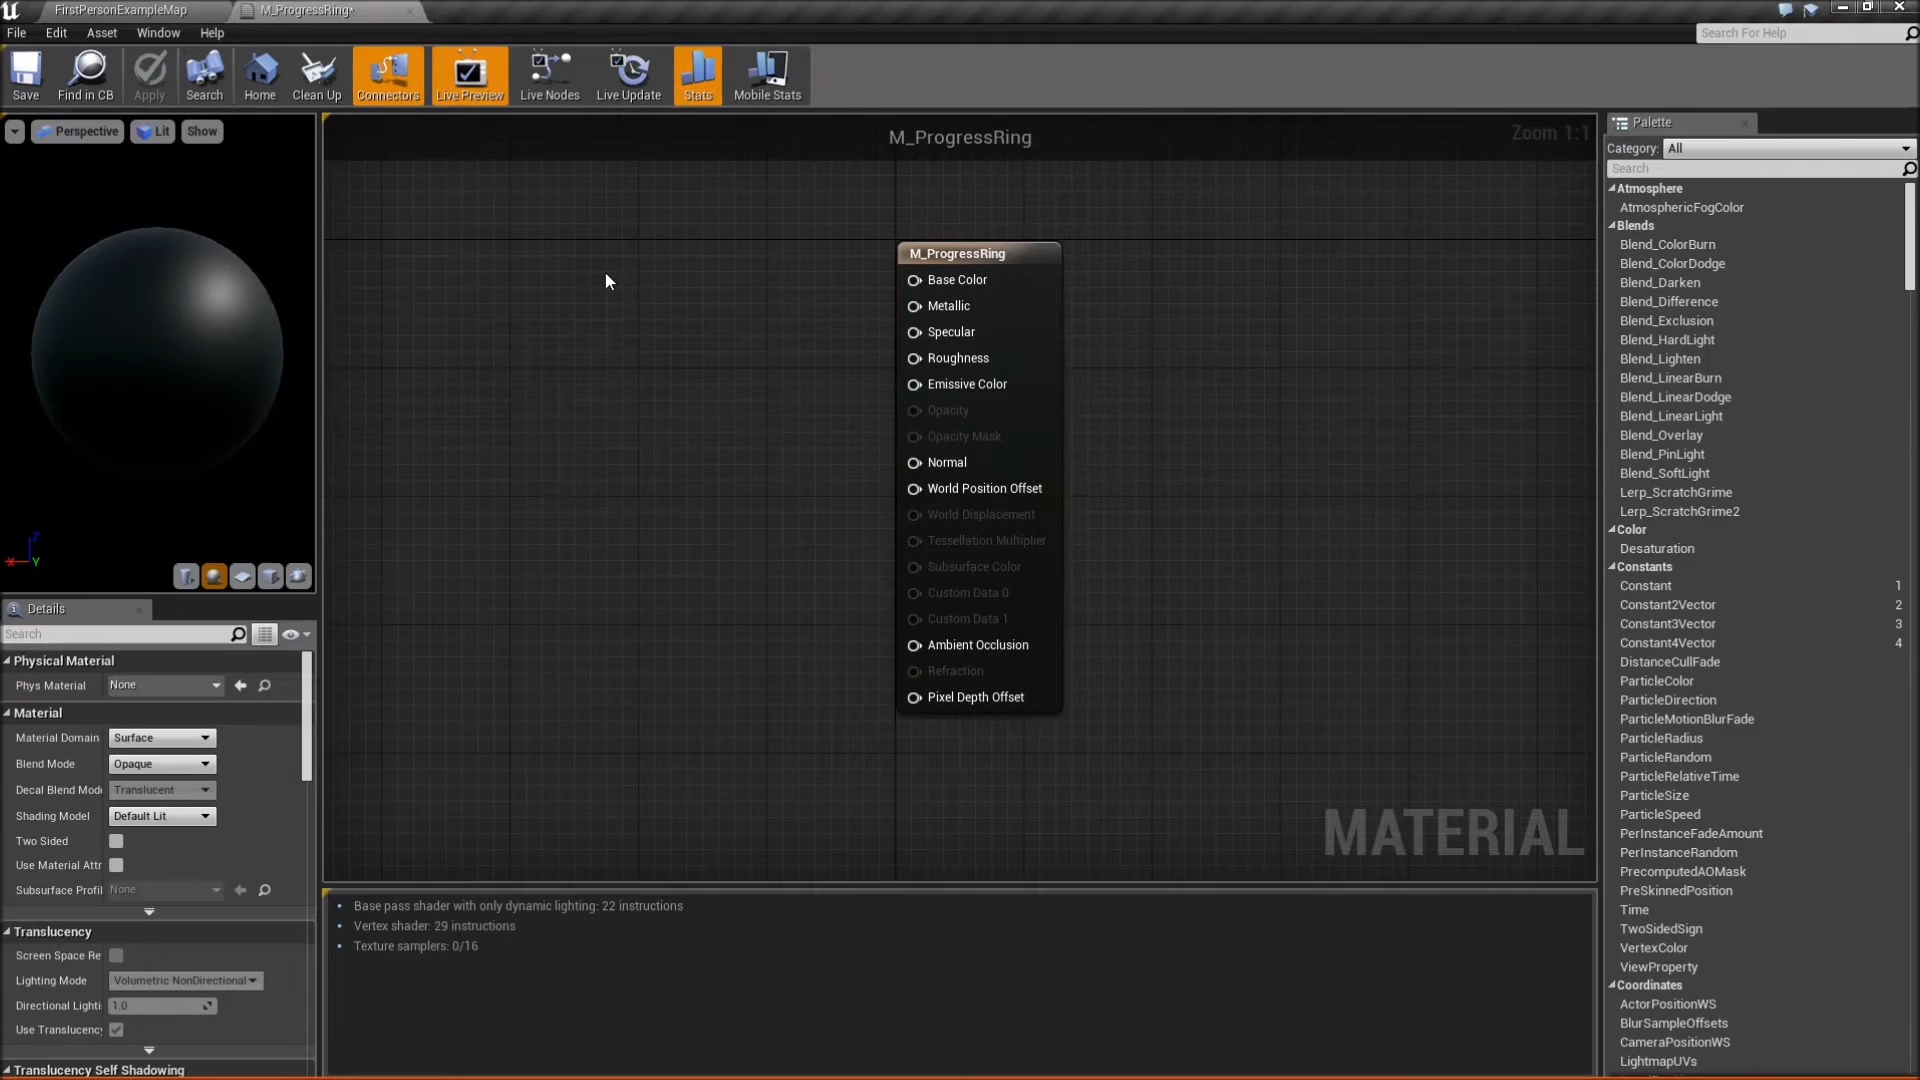 FirstPersonExampleMap
M_ProgressRing*
File Edit Asset Window Help
Search For Help
Save Find in CB Apply Search Home Clean Up Connectors Live Preview Live Nodes Live Update Stats Mobile Stats
Perspective Lit Show
M_ProgressRing
Zoom 1:1
M_ProgressRing
Base Color
Metallic
Specular
Roughness
Emissive Color
Opacity
Opacity Mask
Normal
World Position Offset
World Displacement
Tessellation Multiplier
Subsurface Color
Custom Data 0
Custom Data 1
Ambient Occlusion
Refraction
Pixel Depth Offset
MATERIAL
X Y Z
Details
Search
Physical Material
Phys Material None
Material
Material Domain Surface
Blend Mode Opaque
Decal Blend Mod Translucent
Shading Model Default Lit
Two Sided
Use Material Attr
Subsurface Profil None
Translucency
Screen Space Re
Lighting Mode Volumetric NonDirectional
Directional Lighti 1.0
Use Translucenc
Translucency Self Shadowing
Base pass shader with only dynamic lighting: 22 instructions
Vertex shader: 29 instructions
Texture samplers: 0/16
Palette
Category: All
Search
Atmosphere
AtmosphericFogColor
Blends
Blend_ColorBurn
Blend_ColorDodge
Blend_Darken
Blend_Difference
Blend_Exclusion
Blend_HardLight
Blend_Lighten
Blend_LinearBurn
Blend_LinearDodge
Blend_LinearLight
Blend_Overlay
Blend_PinLight
Blend_SoftLight
Lerp_ScratchGrime
Lerp_ScratchGrime2
Color
Desaturation
Constants
Constant 1
Constant2Vector 2
Constant3Vector 3
Constant4Vector 4
DistanceCullFade
ParticleColor
ParticleDirection
ParticleMotionBlurFade
ParticleRadius
ParticleRandom
ParticleRelativeTime
ParticleSize
ParticleSpeed
PerInstanceFadeAmount
PerInstanceRandom
PrecomputedAOMask
PreSkinnedPosition
Time
TwoSidedSign
VertexColor
ViewProperty
Coordinates
ActorPositionWS
BlurSampleOffsets
CameraPositionWS
LightmapUVs